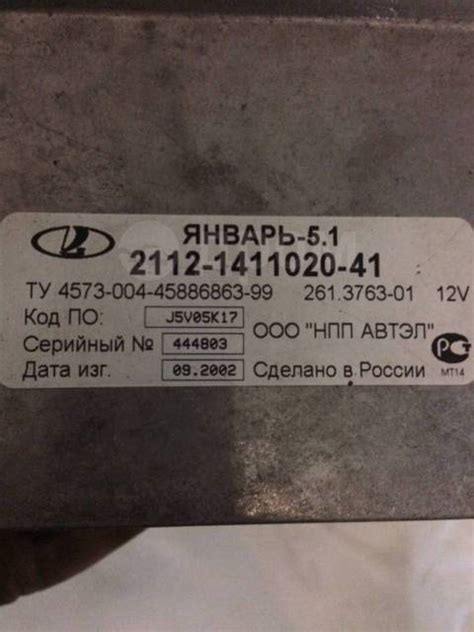 ЯНВАРЬ-5.1
2112-1411020-41
ТУ 4573-004-45886863-99 261.3763-01 12V
Код ПО: J5V05K17
Серийный № 444803 ООО "НПП АВТЭЛ"
Дата изг. 09.2002 Сделано в России
МТ14